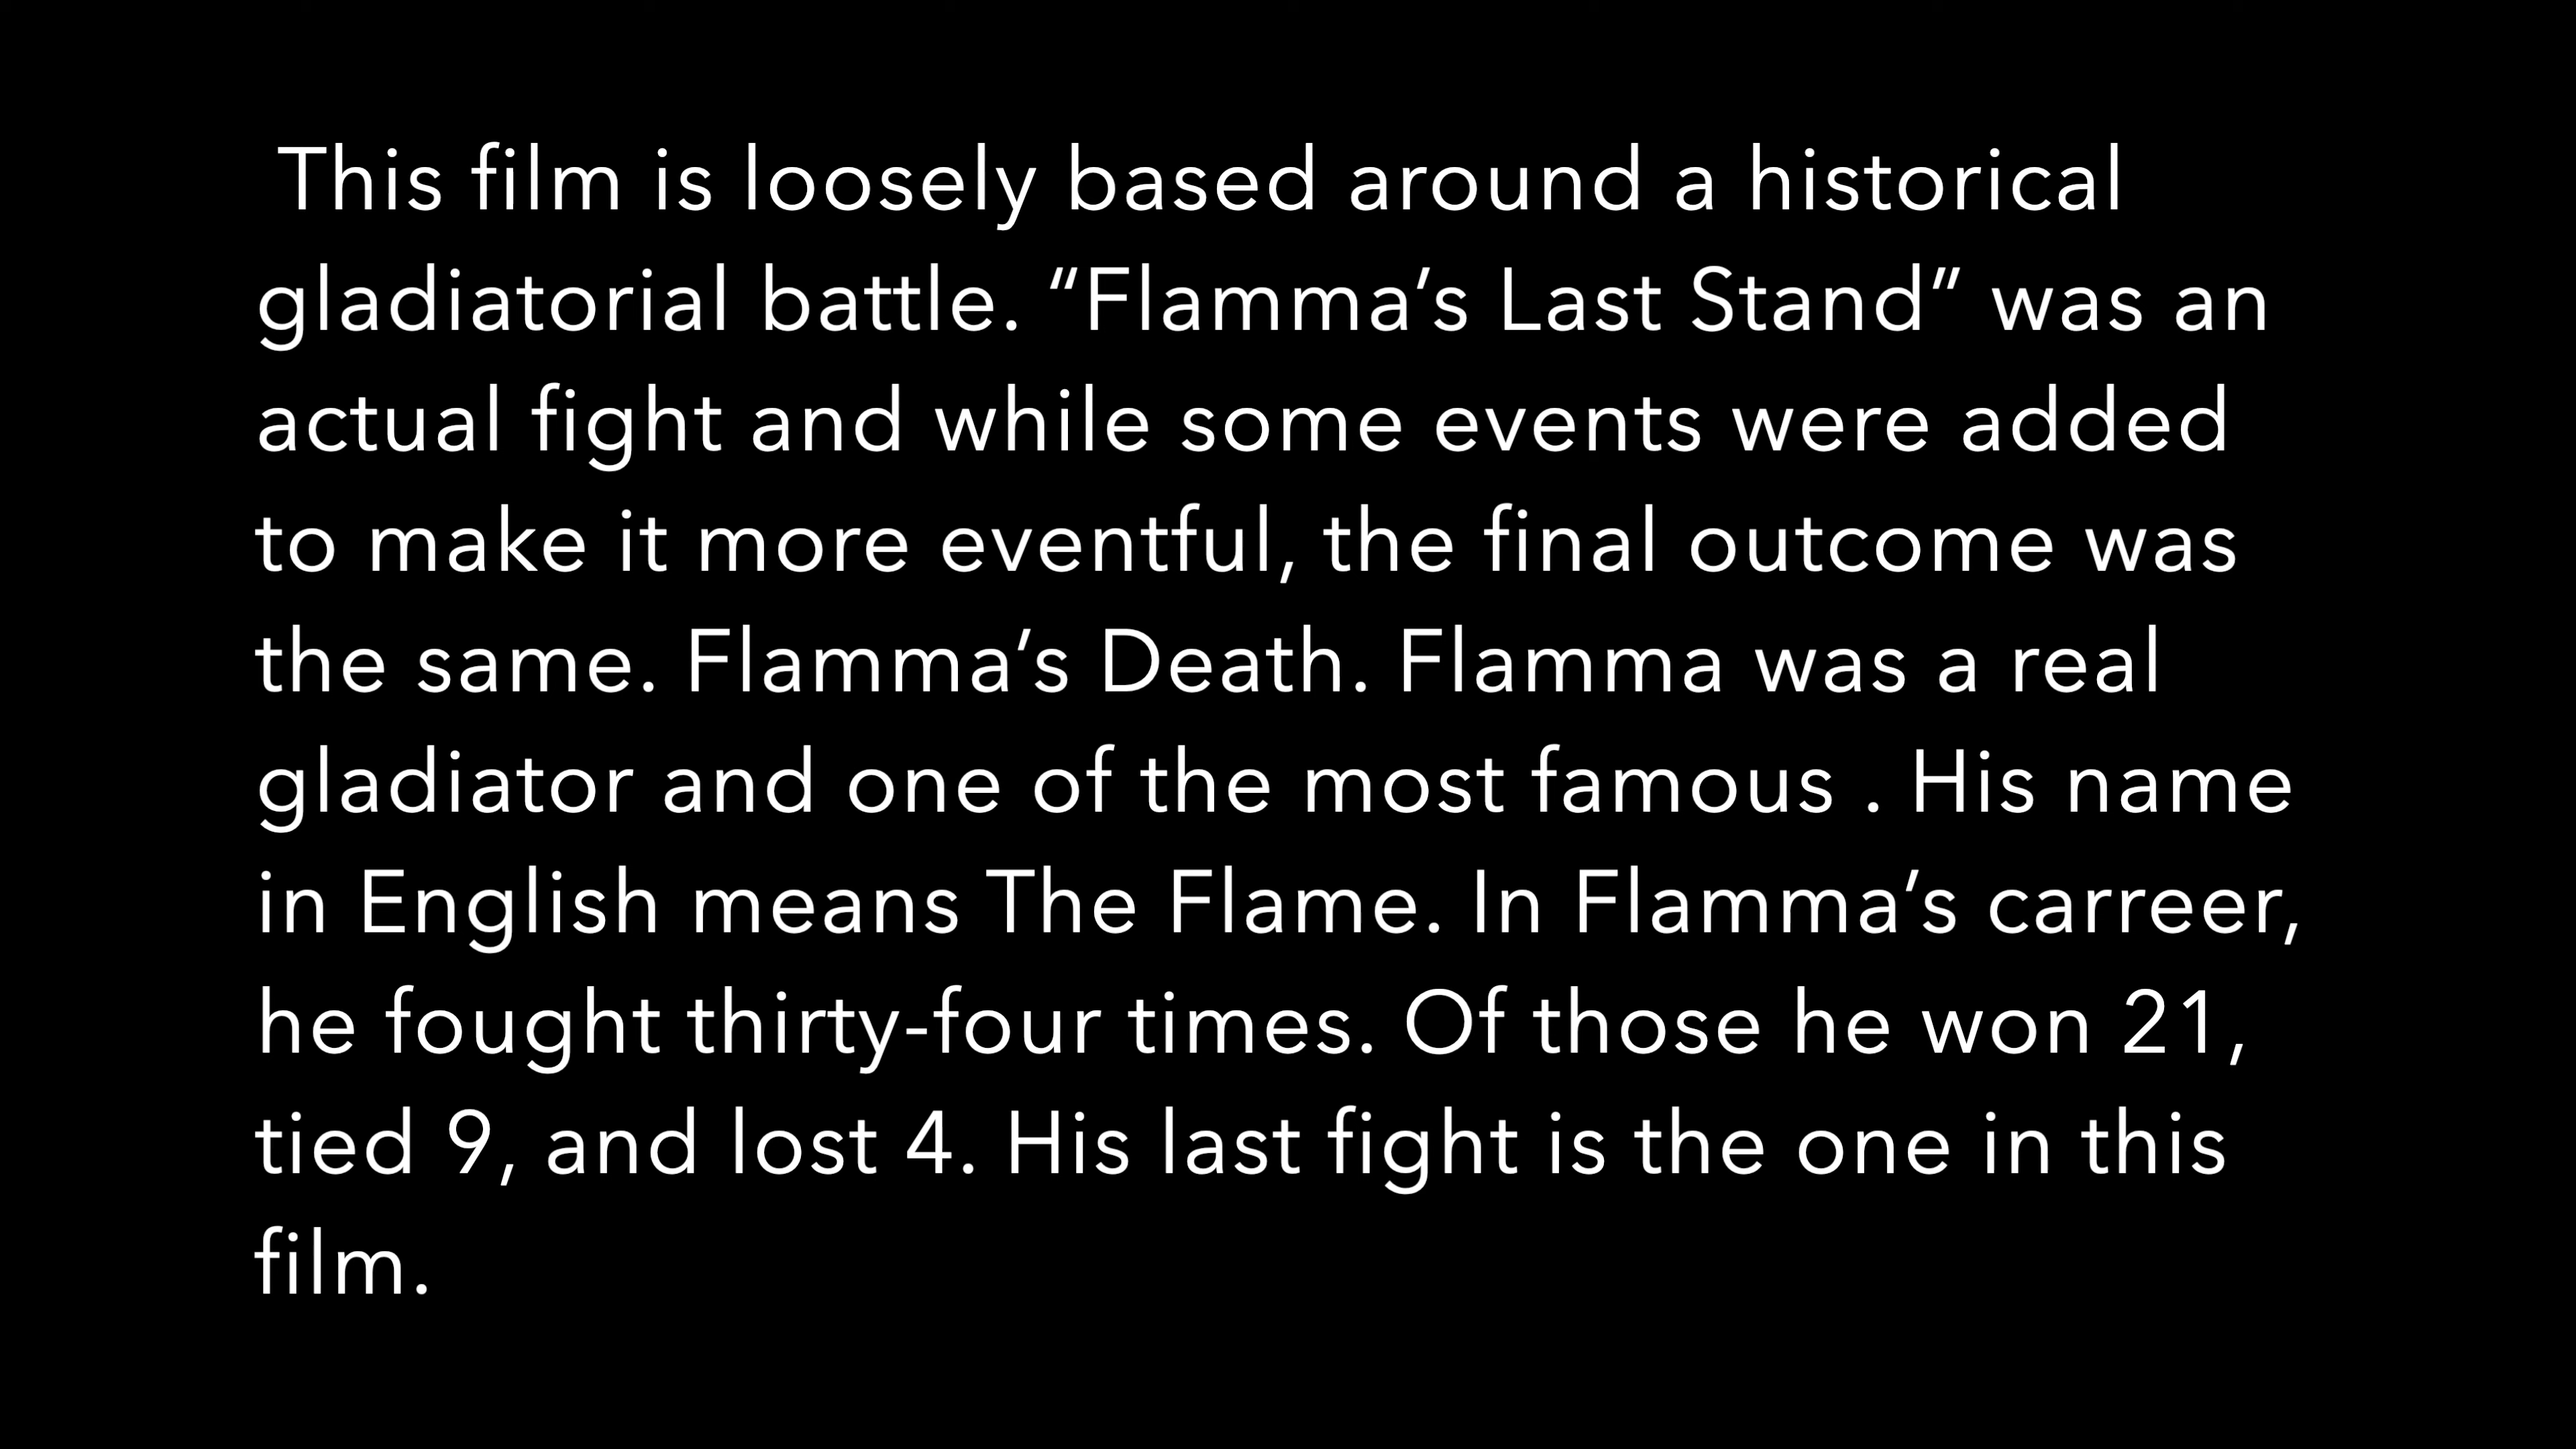 This film is loosely based around a historical
gladiatorial battle. “Flamma’s Last Stand” was an
actual fight and while some events were added
to make it more eventful, the final outcome was
the same. Flamma’s Death. Flamma was a real
gladiator and one of the most famous . His name
in English means The Flame. In Flamma’s carreer,
he fought thirty-four times. Of those he won 21,
tied 9, and lost 4. His last fight is the one in this
film.